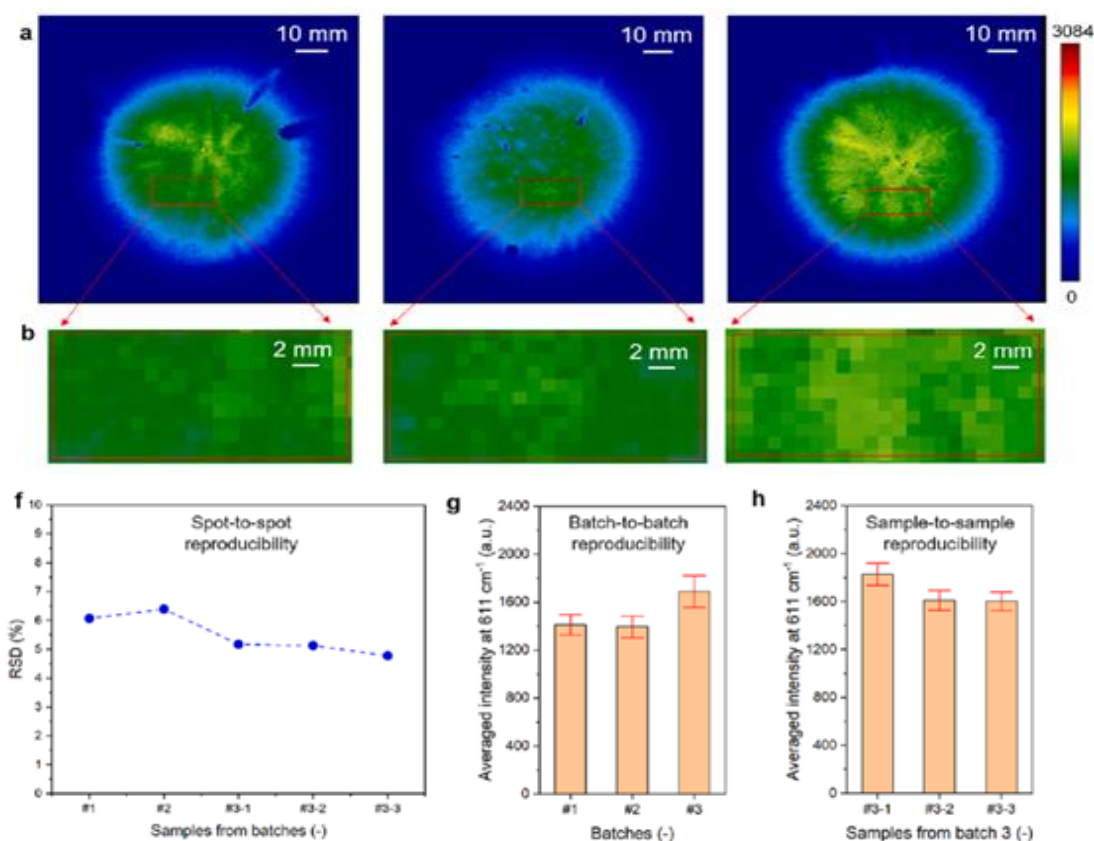 a
10 mm
10 mm
10 mm
3084
0
b
2 mm
2 mm
2 mm
f
Spot-to-spot
reproducibility
RSD (%)
10
9
8
7
6
5
4
3
2
1
0
#1
#2
#3-1
#3-2
#3-3
Samples from batches (-)
g
Batch-to-batch
reproducibility
Averaged intensity at 611 cm⁻¹ (a.u.)
2400
2000
1600
1200
800
400
0
#1
#2
#3
Batches (-)
h
Sample-to-sample
reproducibility
Averaged intensity at 611 cm⁻¹ (a.u.)
2400
2000
1600
1200
800
400
0
#3-1
#3-2
#3-3
Samples from batch 3 (-)